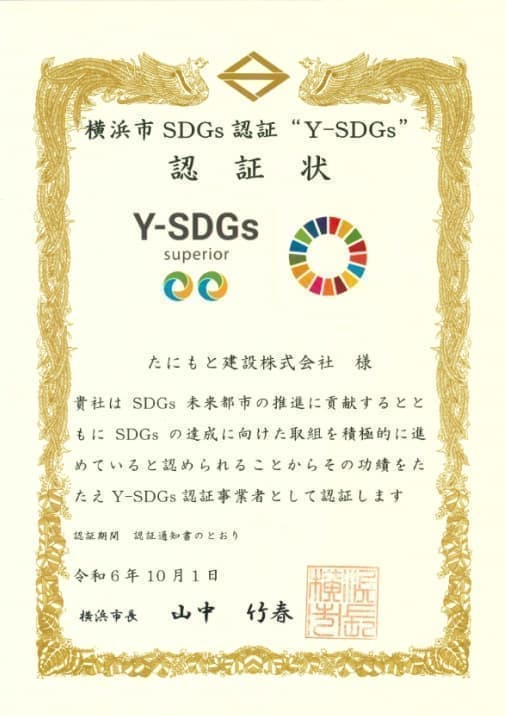 横浜市 SDGs 認証 “Y-SDGs”
認証状
Y-SDGs
superior
たにもと建設株式会社 様
貴社は SDGs 未来都市の推進に貢献するとと
もに SDGs の達成に向けた取組を積極的に進
めていると認められることからその功績をた
たえ Y-SDGs 認証事業者として認証します
認証期間 認証通知書のとおり
令和6年10月1日
横浜市長 山中 竹春
横浜市長